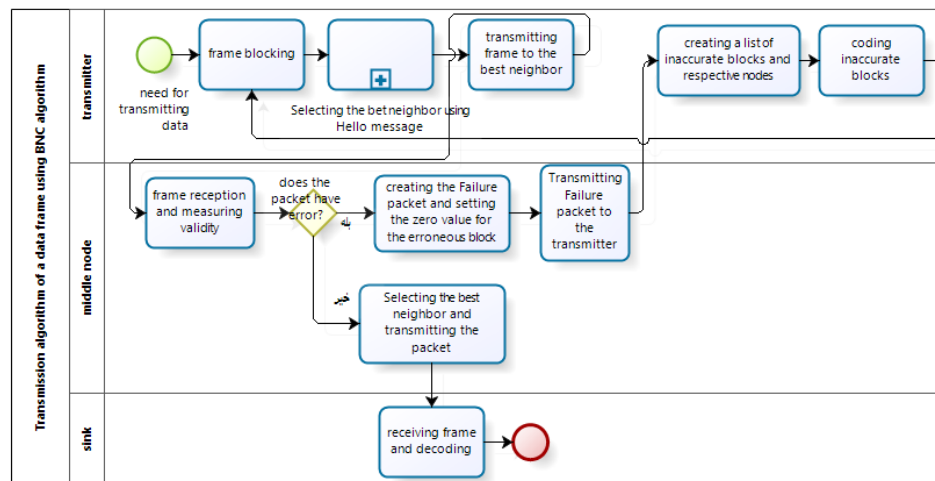 Transmission algorithm of a data frame using BNC algorithm
transmitter
need for
transmitting
data
frame blocking
Selecting the bet neighbor using
Hello message
transmitting
frame to the
best neighbor
creating a list of
inaccurate blocks and
respective nodes
coding
inaccurate
blocks
middle node
frame reception
and measuring
validity
does the
packet have
error?
بله
خیر
creating the Failure
packet and setting
the zero value for
the erroneous block
Transmitting
Failure
packet to
the
transmitter
Selecting the best
neighbor and
transmitting the
packet
sink
receiving frame
and decoding